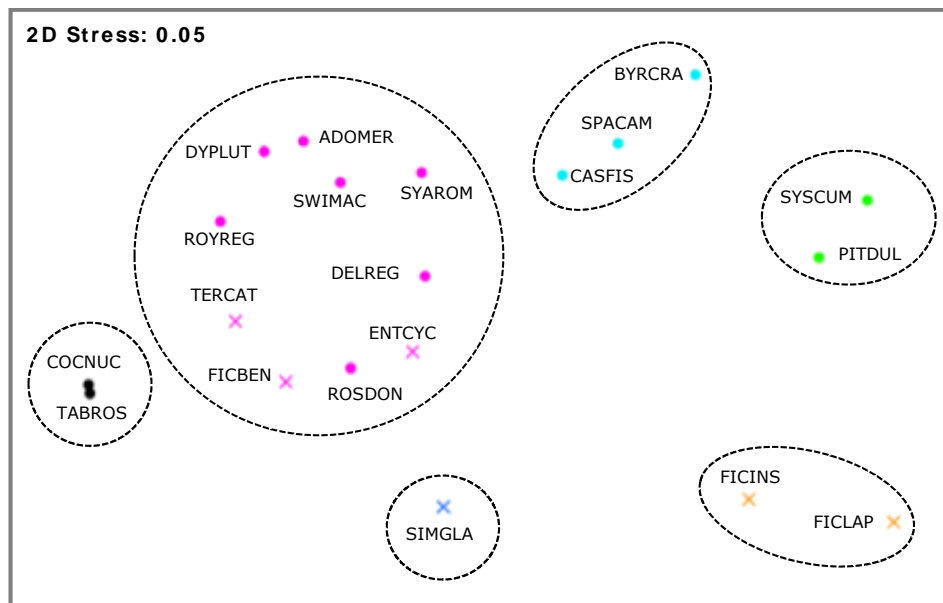 2D Stress: 0.05
BYRCRA
SPACAM
CASFIS
ADOMER
DYPLUT
SWIMAC
SYAROM
ROYREG
DELREG
TERCAT
ENTCYC
FICBEN
ROSDON
SYSCUM
PITDUL
COCNUC
TABROS
SIMGLA
FICINS
FICLAP